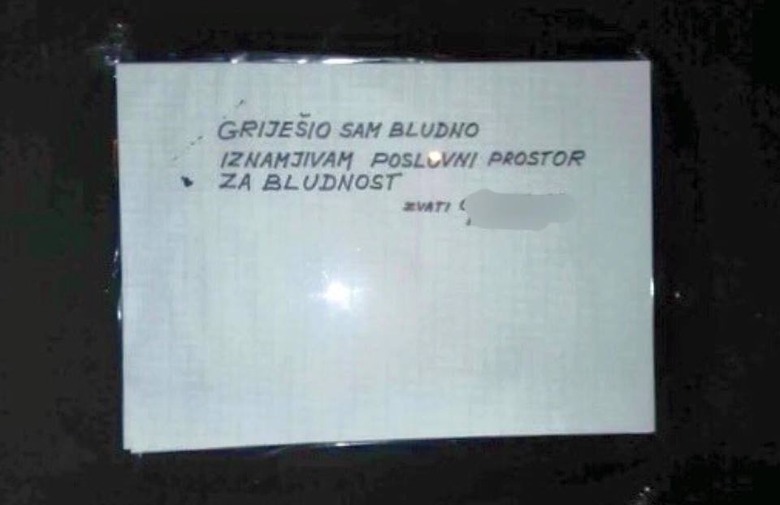 GRIJEŠIO SAM BLUDNO
IZNAMJIVAM POSLOVNI PROSTOR
ZA BLUDNOST
ZVATI